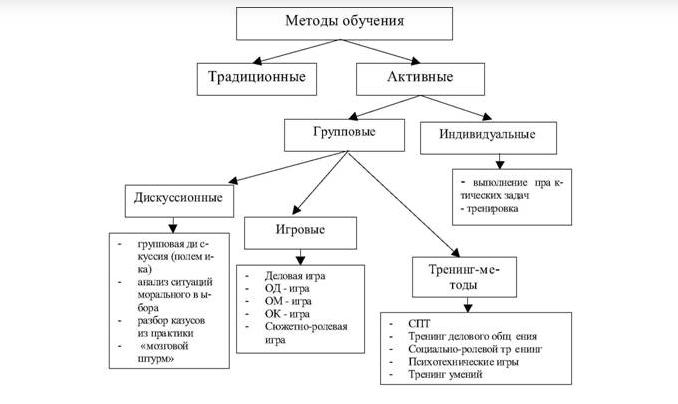 Методы обучения
Традиционные
Активные
Групповые
Индивидуальные
- выполнение пра к-
тических задач
- тренировка
Дискуссионные
- групповая ди с-
куссия (полем и-
ка)
- анализ ситуаций
морального в ы-
бора
- разбор казусов
из практики
- «мозговой
штурм»
Игровые
- Деловая игра
- ОД - игра
- ОМ - игра
- ОК - игра
- Сюжетно-ролевая
игра
Тренинг-ме-
тоды
- СПТ
- Тренинг делового общ ения
- Социально-ролевой тр енинг
- Психотехнические игры
- Тренинг умений